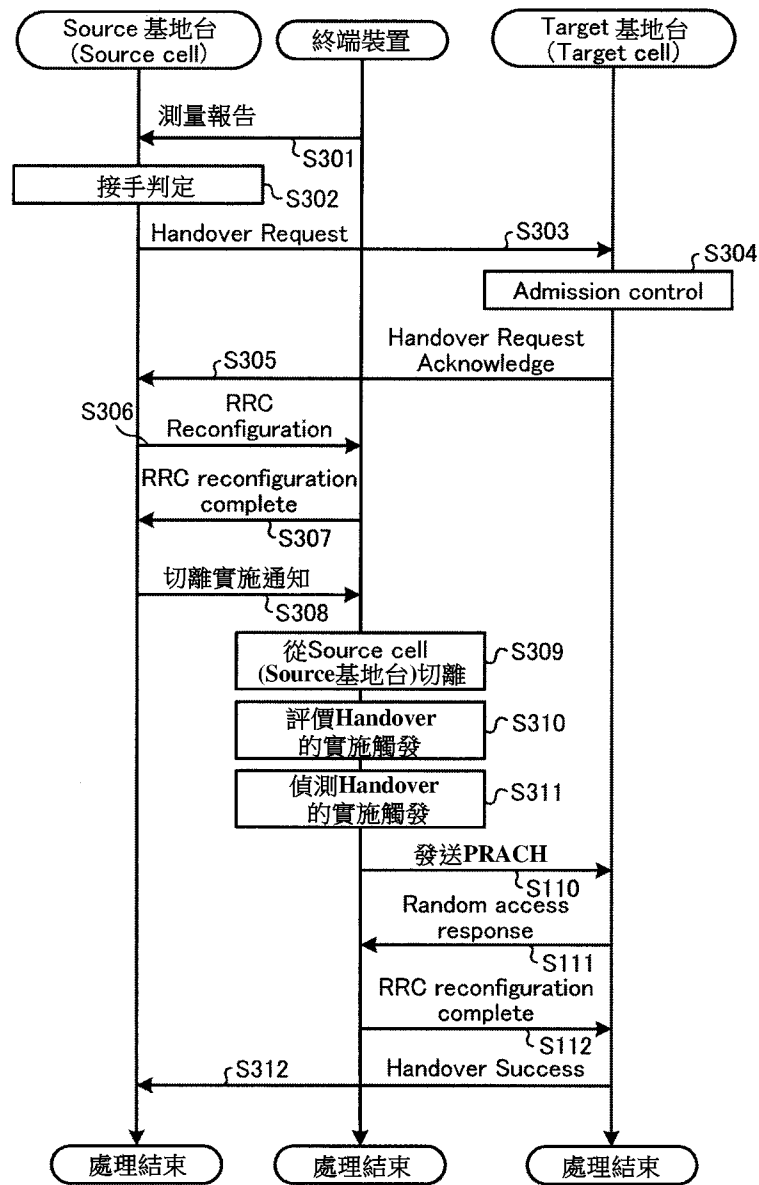 Source 基地台
(Source cell)
終端裝置
Target 基地台
(Target cell)
測量報告
S301
接手判定
S302
Handover Request
S303
S304
Admission control
Handover Request
Acknowledge
S305
S306
RRC
Reconfiguration
RRC reconfiguration
complete
S307
切離實施通知
S308
從Source cell
(Source基地台)切離
S309
評價Handover
的實施觸發
S310
偵測Handover
的實施觸發
S311
發送PRACH
S110
Random access
response
S111
RRC reconfiguration
complete
S112
S312
Handover Success
處理結束
處理結束
處理結束